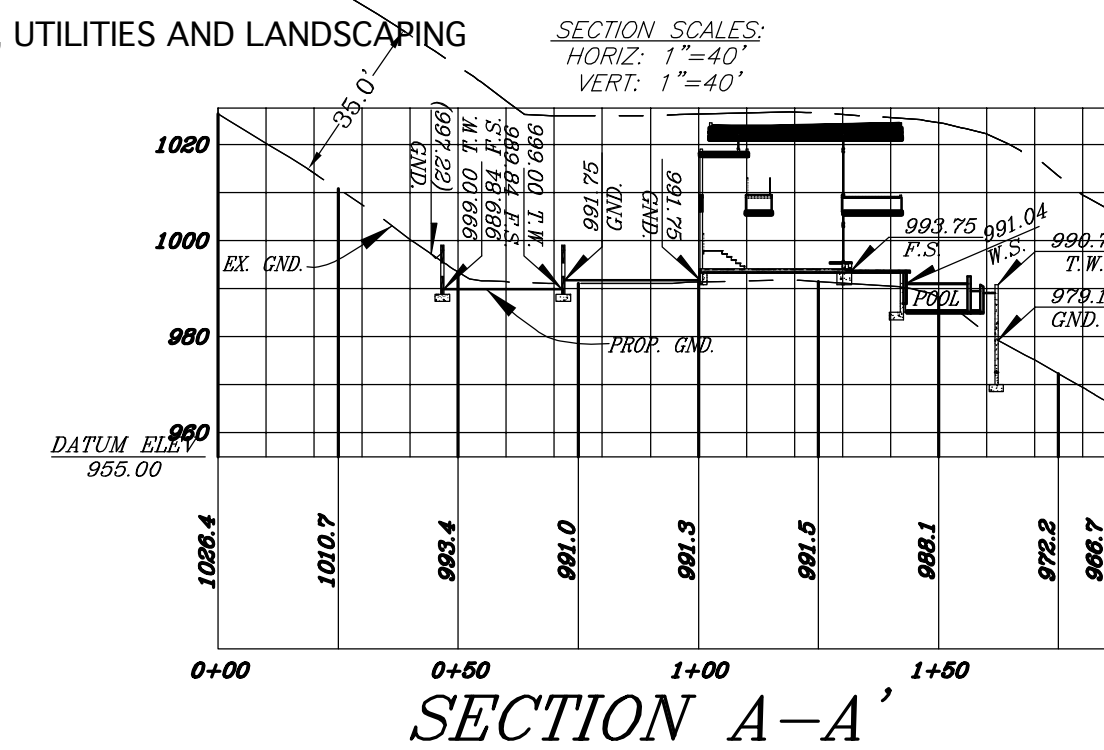 UTILITIES AND LANDSCAPING
SECTION SCALES:
HORIZ: 1"=40'
VERT: 1"=40'
35.0'
1020
1000
980
960
(997.22)
GND.
999.00 T.W.
989.84 F.S.
989.84 F.S.
999.00 T.W.
991.75
GND.
991.75
GND.
993.75
F.S.
991.04
W.S.
990.7
T.W.
979.1
GND.
EX. GND.
PROP. GND.
POOL
DATUM ELEV
955.00
1026.4
1010.7
993.4
991.0
991.3
991.5
988.1
972.2
966.7
0+00
0+50
1+00
1+50
SECTION A-A'